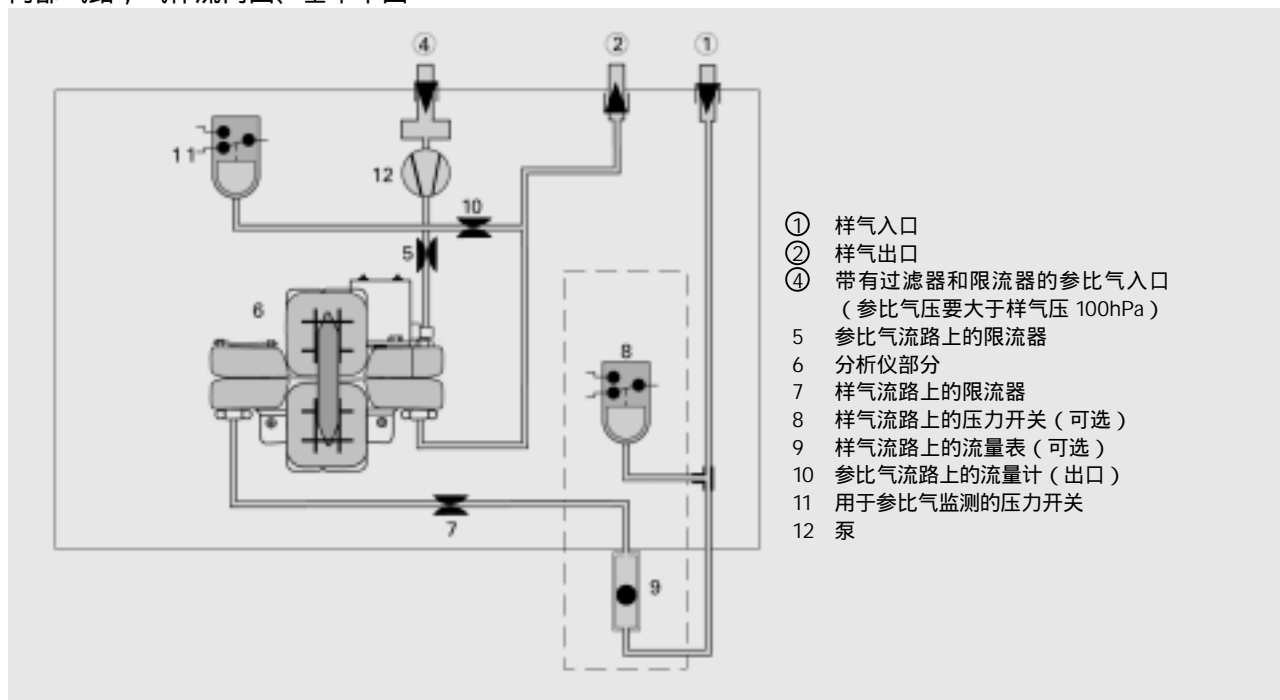 ④ ② ①
11
12
10
5
6
8
7
9
① 样气入口
② 样气出口
④ 带有过滤器和限流器的参比气入口
（参比气压要大于样气压 100hPa）
5 参比气流路上的限流器
6 分析仪部分
7 样气流路上的限流器
8 样气流路上的压力开关（可选）
9 样气流路上的流量表（可选）
10 参比气流路上的流量计（出口）
11 用于参比气监测的压力开关
12 泵